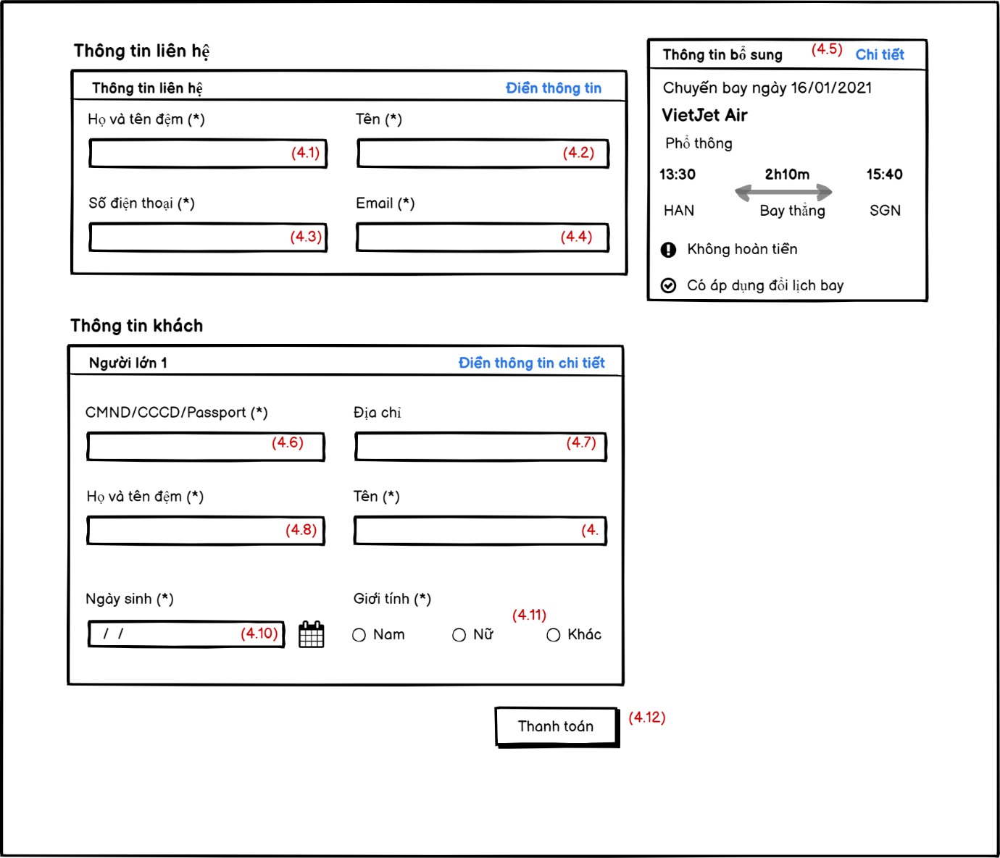 Thông tin liên hệ
Thông tin liên hệ Điền thông tin
Họ và tên đệm (*) Tên (*)
(4.1) (4.2)
Số điện thoại (*) Email (*)
(4.3) (4.4)
Thông tin bổ sung (4.5) Chi tiết
Chuyến bay ngày 16/01/2021
VietJet Air
Phổ thông
13:30 2h10m 15:40
HAN Bay thẳng SGN
Không hoàn tiền
Có áp dụng đổi lịch bay
Thông tin khách
Người lớn 1 Điền thông tin chi tiết
CMND/CCCD/Passport (*) Địa chỉ
(4.6) (4.7)
Họ và tên đệm (*) Tên (*)
(4.8) (4.
Ngày sinh (*) Giới tính (*)
(4.11)
/ / (4.10) Nam Nữ Khác
Thanh toán (4.12)